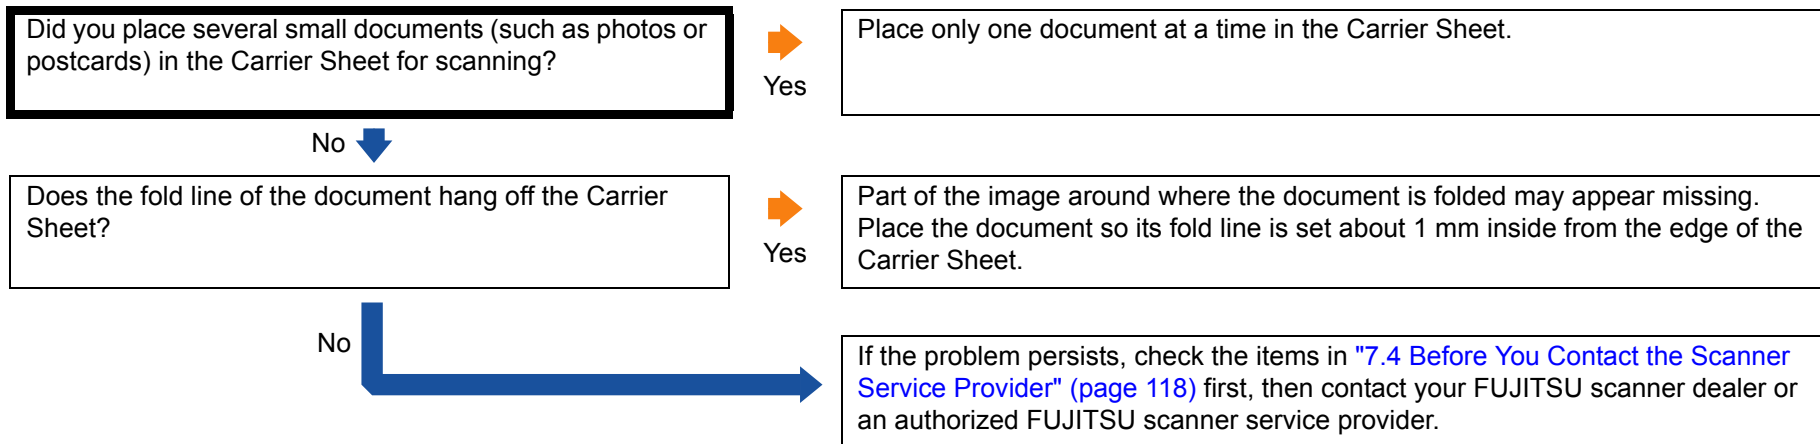 Did you place several small documents (such as photos or
postcards) in the Carrier Sheet for scanning?
Yes
Place only one document at a time in the Carrier Sheet.
No
Does the fold line of the document hang off the Carrier
Sheet?
Yes
Part of the image around where the document is folded may appear missing.
Place the document so its fold line is set about 1 mm inside from the edge of the
Carrier Sheet.
No
If the problem persists, check the items in "7.4 Before You Contact the Scanner
Service Provider" (page 118) first, then contact your FUJITSU scanner dealer or
an authorized FUJITSU scanner service provider.